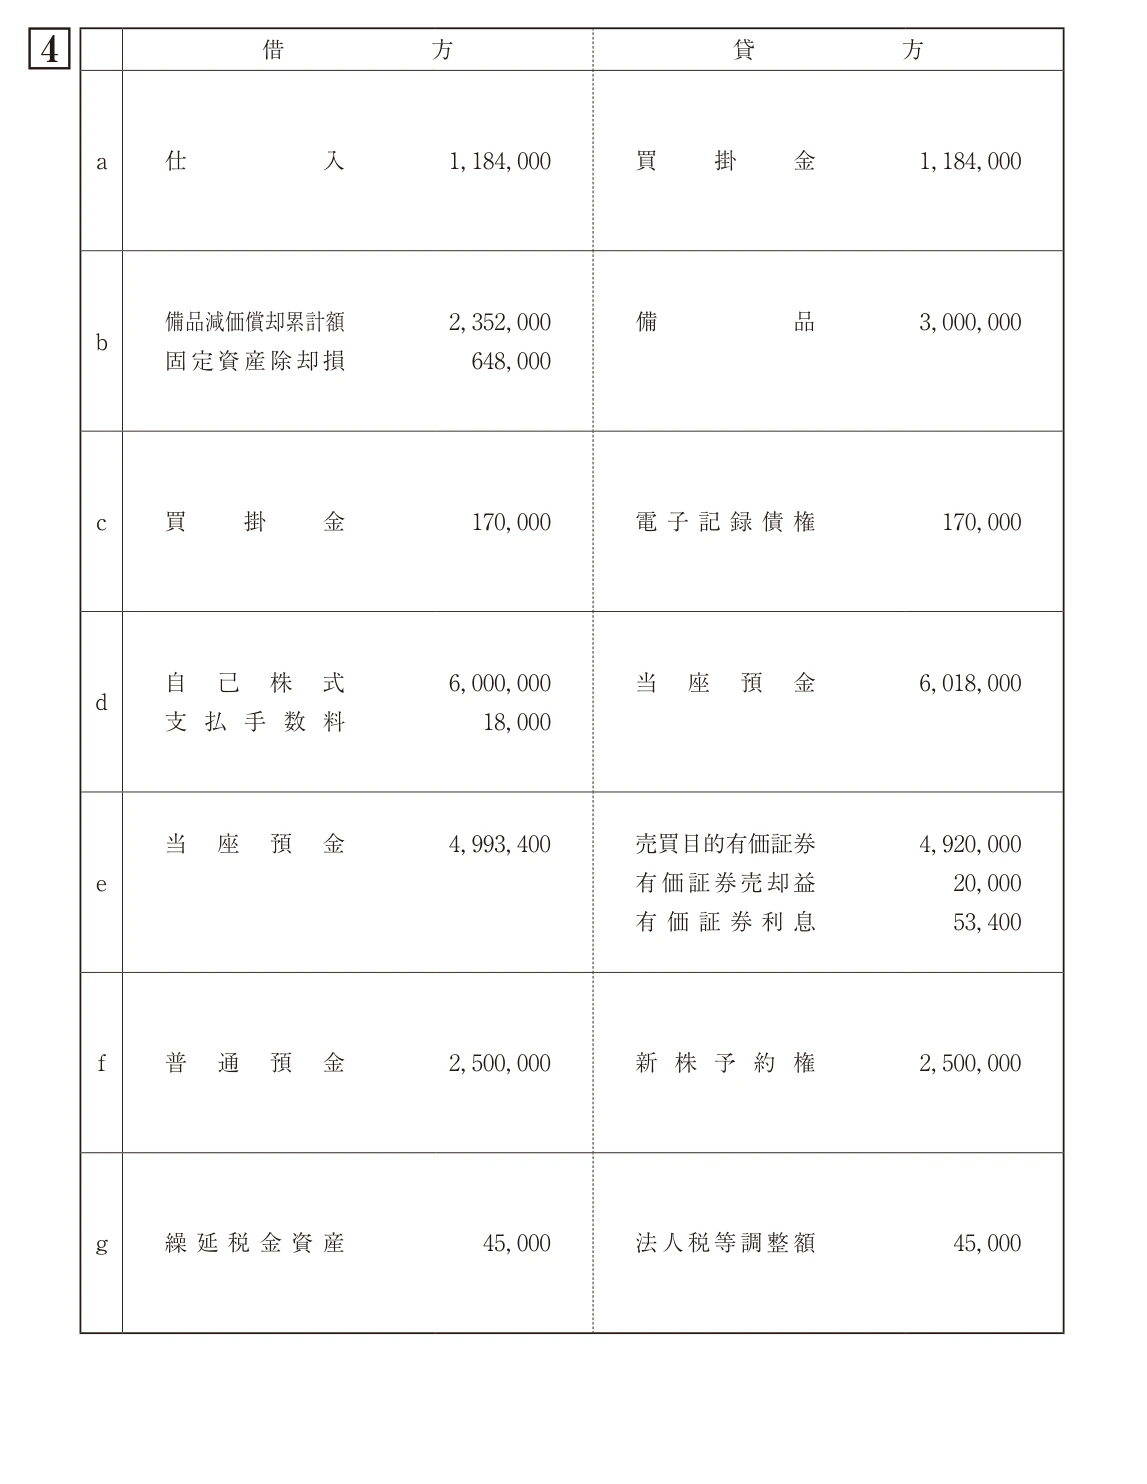 4
借方 貸方
a 仕入 1,184,000 買掛金 1,184,000
備品減価償却累計額 2,352,000 備品 3,000,000
b
固定資産除却損 648,000
c 買掛金 170,000 電子記録債権 170,000
自己株式 6,000,000 当座預金 6,018,000
d
支払手数料 18,000
当座預金 4,993,400 売買目的有価証券 4,920,000
e 有価証券売却益 20,000
有価証券利息 53,400
f 普通預金 2,500,000 新株予約権 2,500,000
g 繰延税金資産 45,000 法人税等調整額 45,000